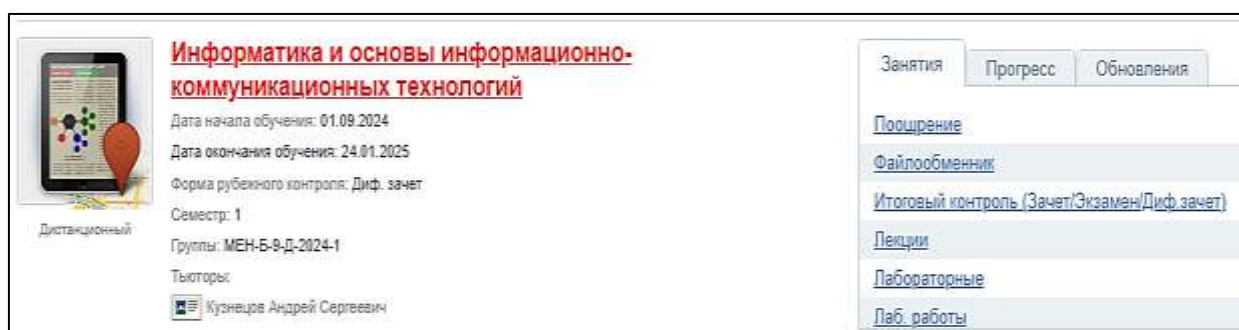 Информатика и основы информационно-
коммуникационных технологий
Дата начала обучения: 01.09.2024
Дата окончания обучения: 24.01.2025
Форма рубежного контроля: Диф. зачет
Семестр: 1
Группы: МЕН-Б-9-Д-2024-1
Тьюторы:
Кузнецов Андрей Сергеевич
Дистанционный
Занятия Прогресс Обновления
Поощрение
Файлообменник
Итоговый контроль (Зачет/Экзамен/Диф.зачет)
Лекции
Лабораторные
Лаб. работы